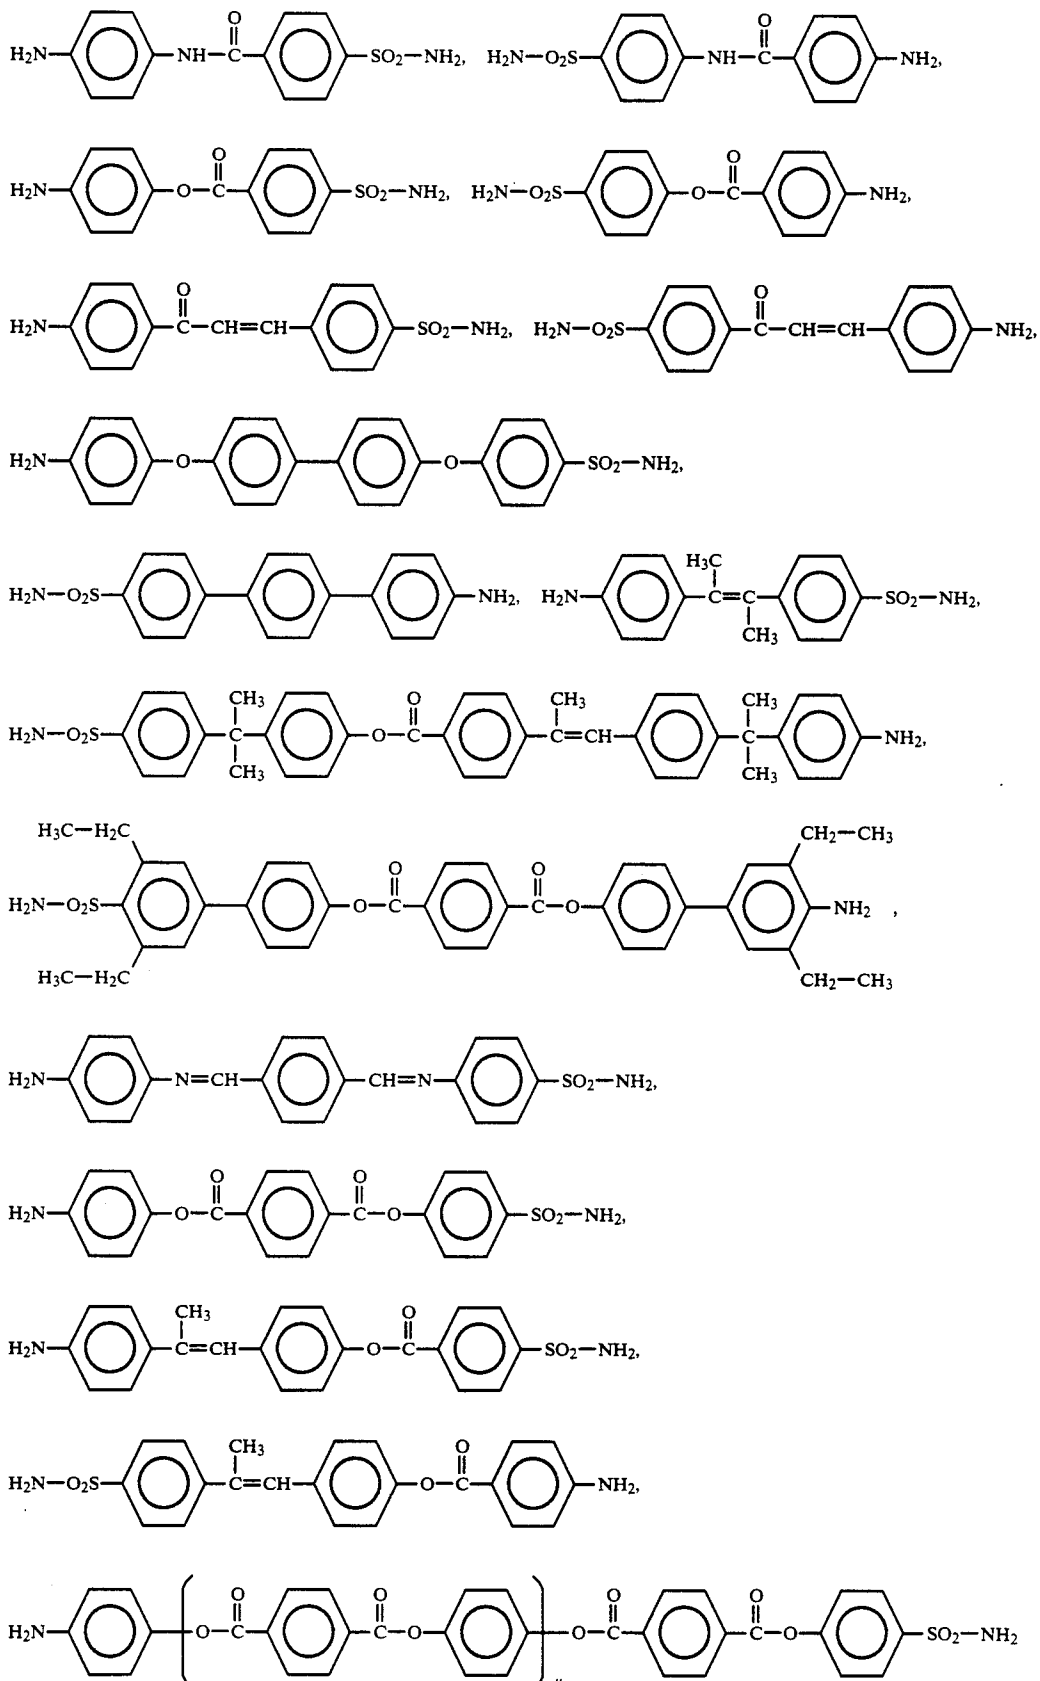 O O
H2N NH—C SO2—NH2, H2N—O2S NH—C NH2,
O O
H2N O—C SO2—NH2, H2N—O2S O—C NH2,
O O
H2N C—CH=CH SO2—NH2, H2N—O2S C—CH=CH NH2,
H2N O O SO2—NH2,
H3C
H2N—O2S NH2, H2N C=C SO2—NH2,
CH3
CH3 O CH3 CH3
H2N—O2S C O—C C=CH C NH2,
CH3 CH3
H3C—H2C CH2—CH3
O O
H2N—O2S O—C C—O NH2 ,
H3C—H2C CH2—CH3
H2N N=CH CH=N SO2—NH2,
O O
H2N O—C C—O SO2—NH2,
CH3 O
H2N C=CH O—C SO2—NH2,
CH3 O
H2N—O2S C=CH O—C NH2,
O O O O
H2N O—C C—O O—C C—O SO2—NH2